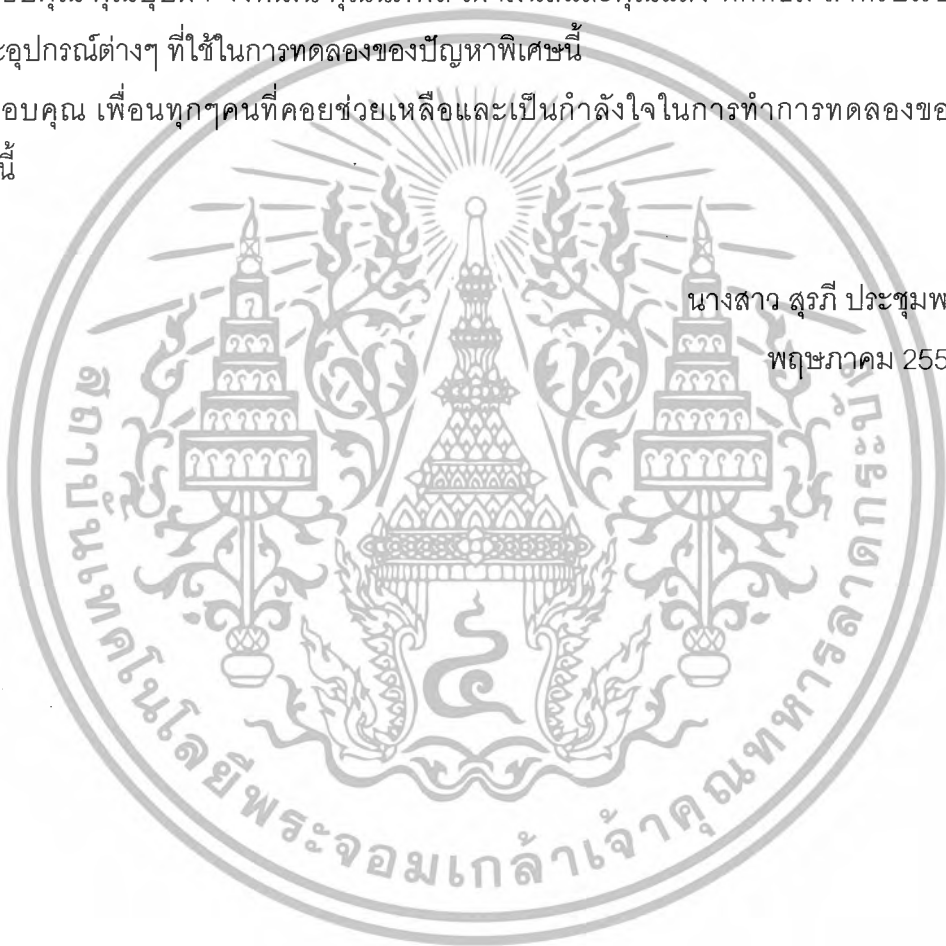 ะอุปกรณ์ต่างๆ ที่ใช้ในการทดลองของปัญหาพิเศษนี้
อบคุณ เพื่อนทุกๆคนที่คอยช่วยเหลือและเป็นกำลังใจในการทำการทดลองขอ
นี้
นางสาว สุรภี ประชุมพ
พฤษภาคม 255
สถาบันเทคโนโลยีพระจอมเกล้าเจ้าคุณทหารลาดกระบัง
๔